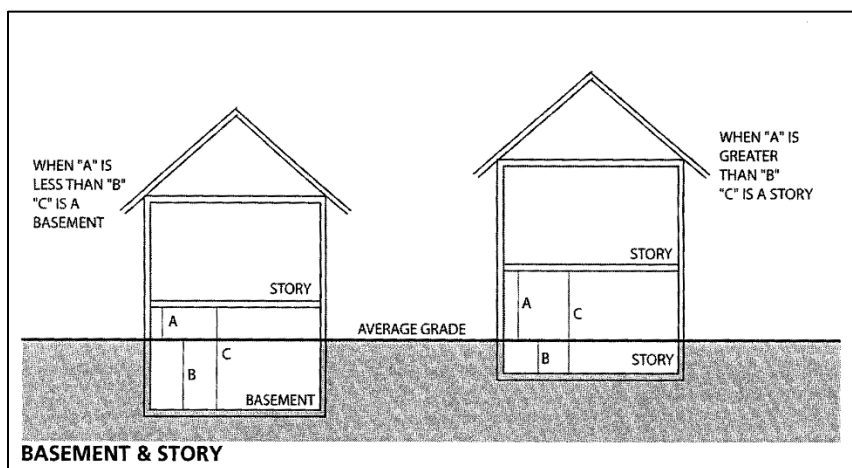 WHEN "A" IS
LESS THAN "B"
"C" IS A
BASEMENT
STORY
A
C
B
BASEMENT
AVERAGE GRADE
WHEN "A" IS
GREATER
THAN "B"
"C" IS A STORY
STORY
A
C
B
STORY
BASEMENT & STORY